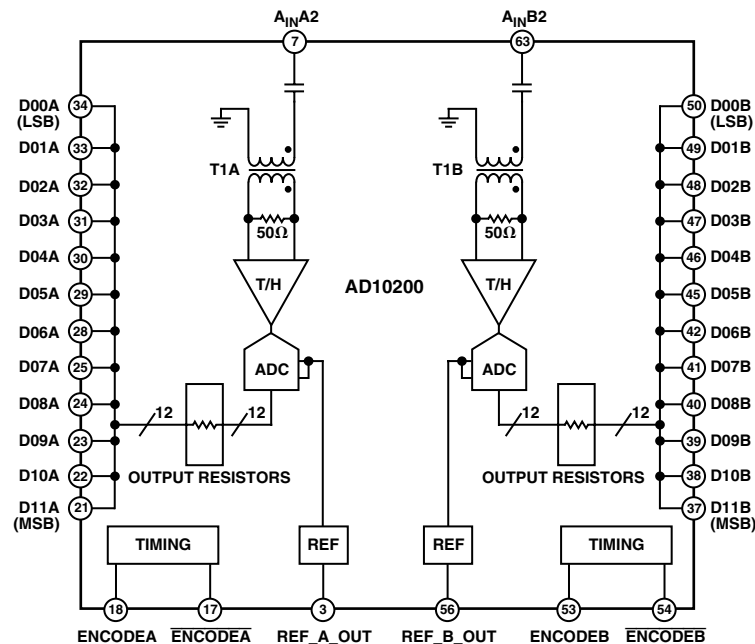 AINA2
AINB2
7
63
D00A
(LSB)
34
50
D00B
(LSB)
D01A
33
49
D01B
T1A
T1B
D02A
32
48
D02B
D03A
31
47
D03B
50Ω
50Ω
D04A
30
46
D04B
T/H
AD10200
T/H
D05A
29
45
D05B
D06A
28
42
D06B
D07A
25
41
D07B
ADC
ADC
D08A
24
40
D08B
12
12
12
12
D09A
23
39
D09B
D10A
22
38
D10B
OUTPUT RESISTORS
OUTPUT RESISTORS
D11A
(MSB)
21
37
D11B
(MSB)
TIMING
REF
REF
TIMING
18
17
3
56
53
54
ENCODEA
ENCODEA
REF_A_OUT
REF_B_OUT
ENCODEB
ENCODEB